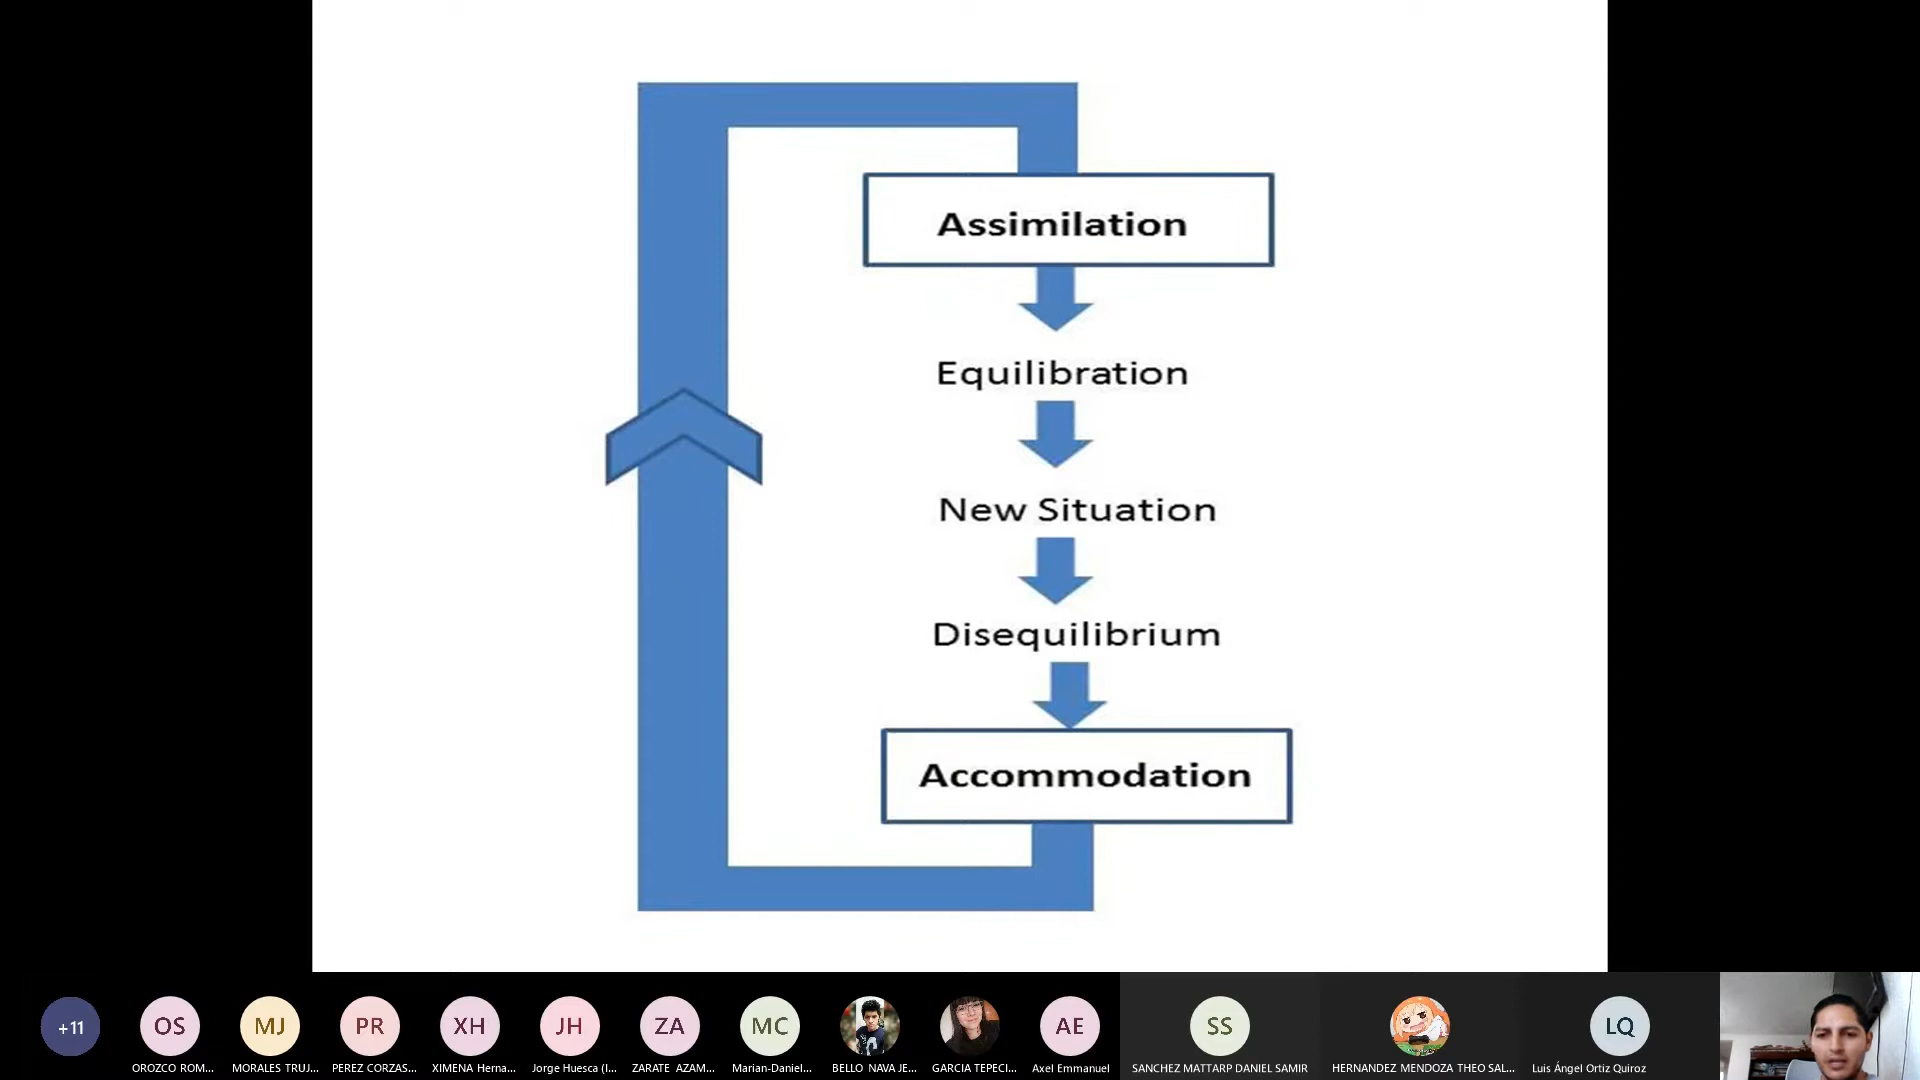 Assimilation
Equilibration
New Situation
Disequilibrium
Accommodation
+11
OS
MJ
PR
XH
JH
ZA
MC
AE
SS
LQ
OROZCO ROM...
MORALES TRUJ...
PEREZ CORZAS...
XIMENA Herna...
Jorge Huesca (I...
ZARATE AZAM...
Marian-Daniel...
BELLO NAVA JE...
GARCIA TEPECI...
Axel Emmanuel
SANCHEZ MATTARP DANIEL SAMIR
HERNANDEZ MENDOZA THEO SAL...
Luis Ángel Ortiz Quiroz